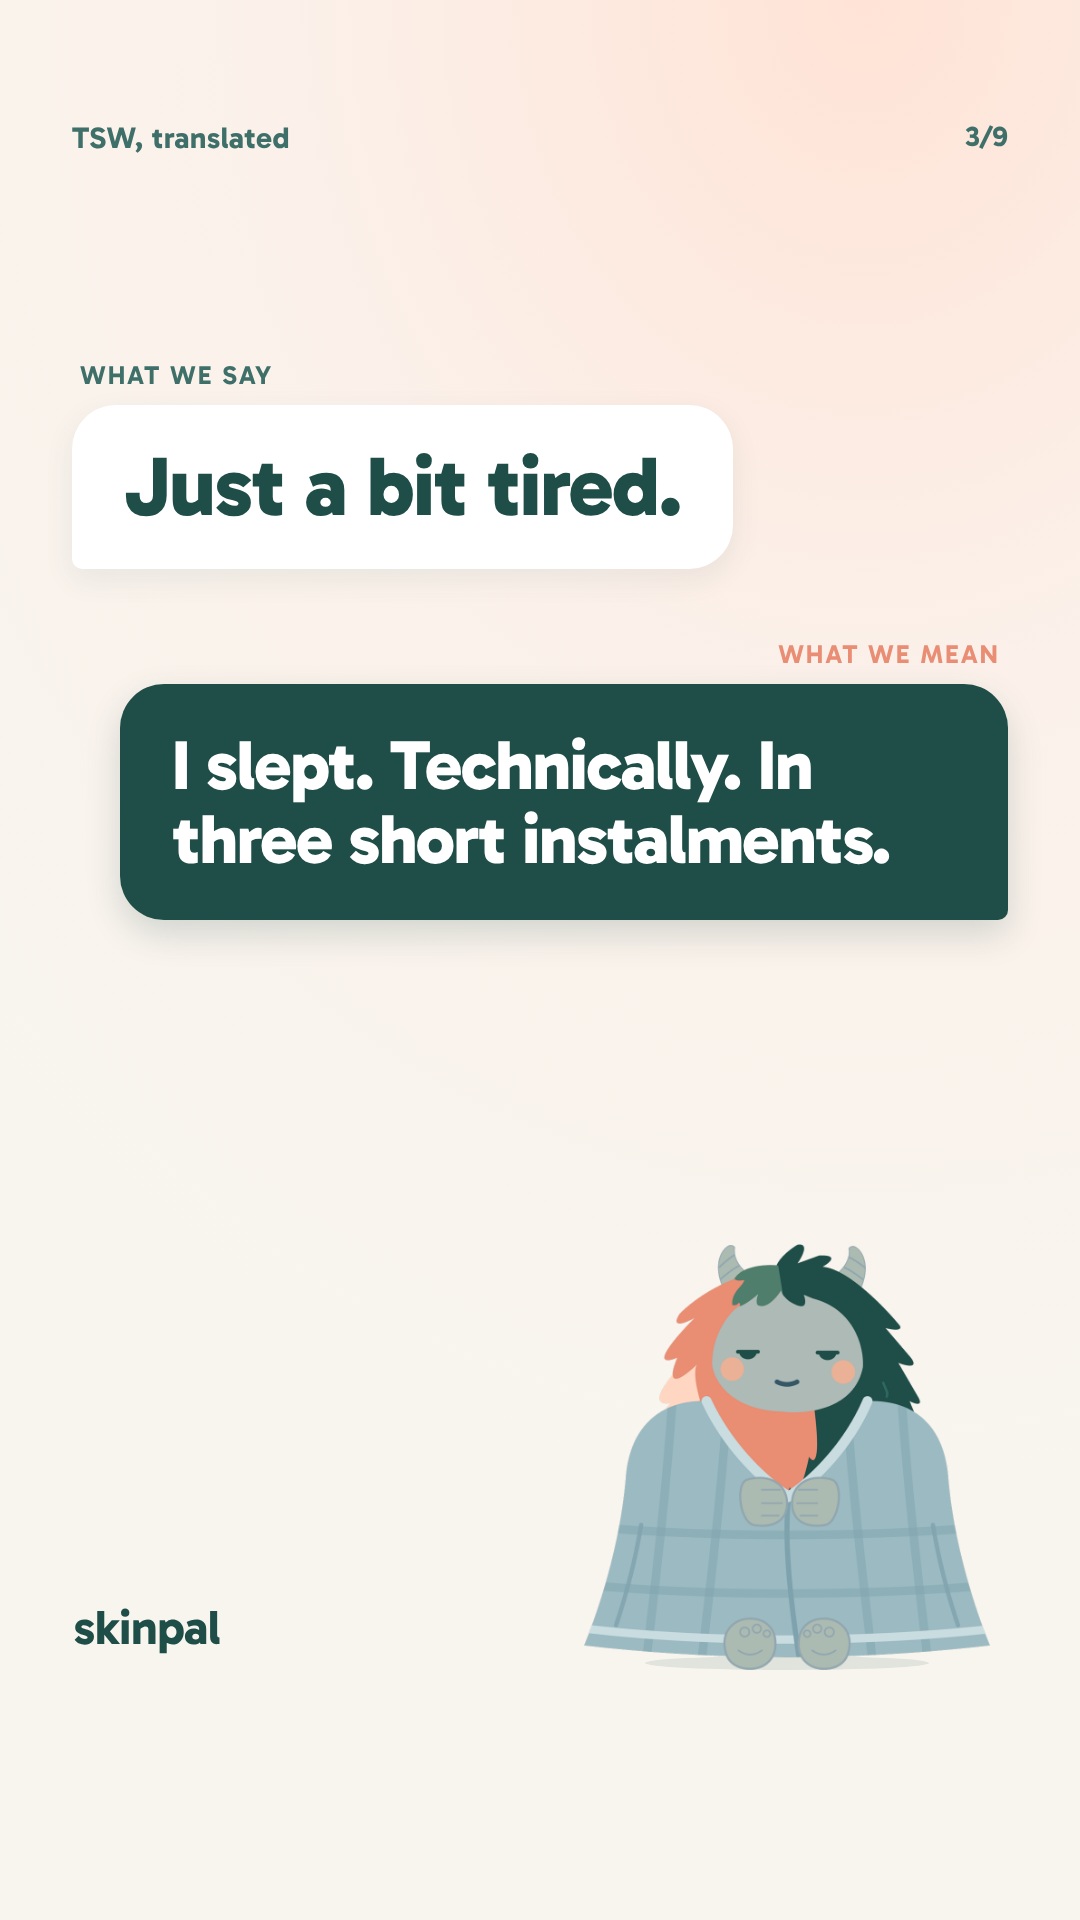 TSW, translated
3/9
WHAT WE SAY
Just a bit tired.
WHAT WE MEAN
I slept. Technically. In
three short instalments.
skinpal